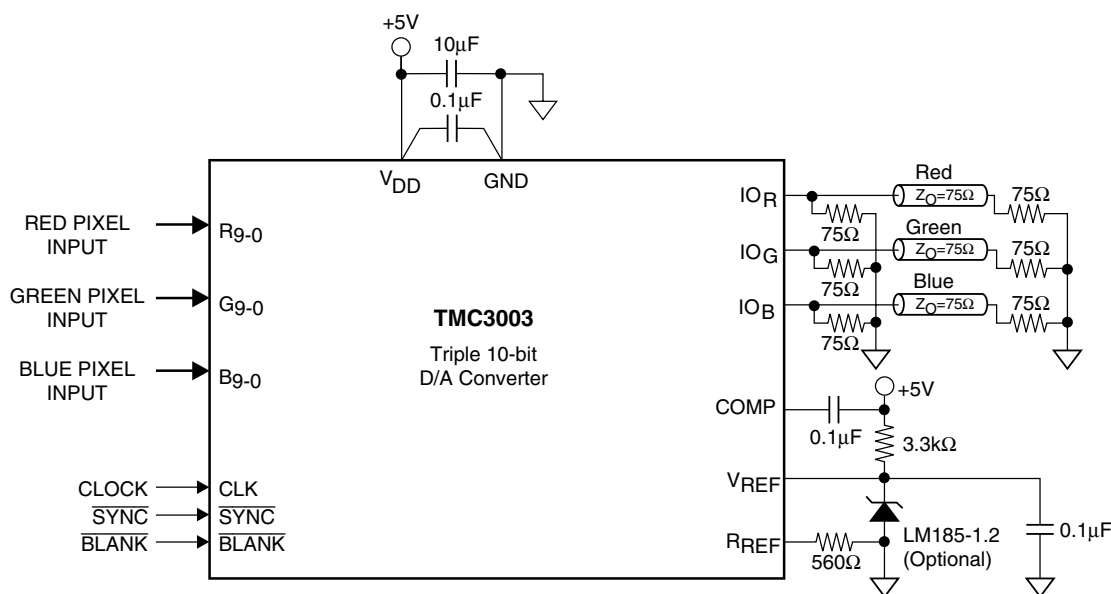 +5V
10µF
0.1µF
VDD
GND
RED PIXEL
INPUT
R9-0
GREEN PIXEL
INPUT
G9-0
BLUE PIXEL
INPUT
B9-0
CLOCK
CLK
SYNC
SYNC
BLANK
BLANK
TMC3003
Triple 10-bit
D/A Converter
IOR
75Ω
Red
ZO=75Ω
75Ω
IOG
75Ω
Green
ZO=75Ω
75Ω
IOB
75Ω
Blue
ZO=75Ω
75Ω
COMP
0.1µF
+5V
3.3kΩ
VREF
LM185-1.2
(Optional)
0.1µF
RREF
560Ω